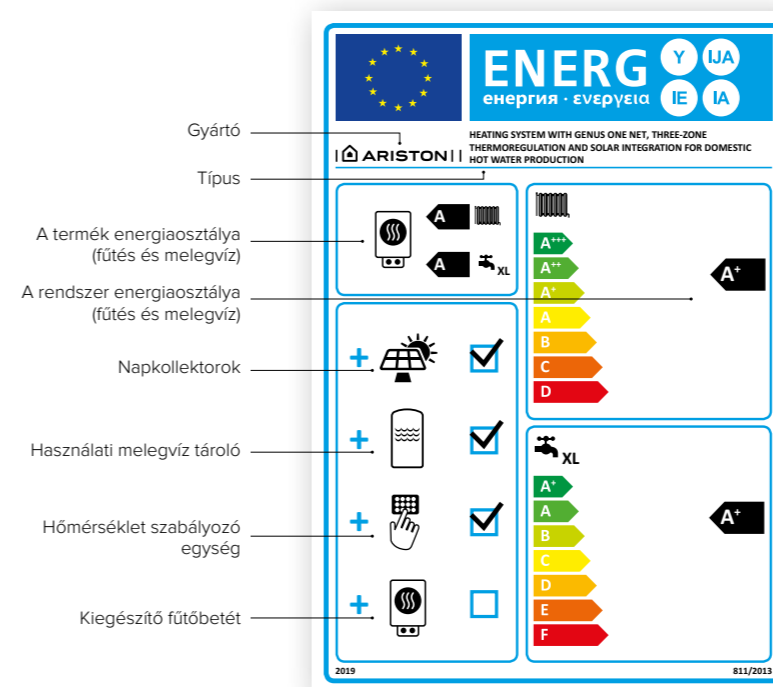 ENERG
Y
IJA
IE
IA
енергия · ενεργεια
Gyártó
ARISTON
HEATING SYSTEM WITH GENUS ONE NET, THREE-ZONE
THERMOREGULATION AND SOLAR INTEGRATION FOR DOMESTIC
HOT WATER PRODUCTION
Típus
A termék energiaosztálya
(fűtés és melegvíz)
A rendszer energiaosztálya
(fűtés és melegvíz)
Napkollektorok
Használati melegvíz tároló
Hőmérséklet szabályozó
egység
Kiegészítő fűtőbetét
A
A
XL
+
+
+
+
A+++
A++
A+
A
B
C
D
A+
XL
A+
A
B
C
D
E
F
A+
2019
811/2013